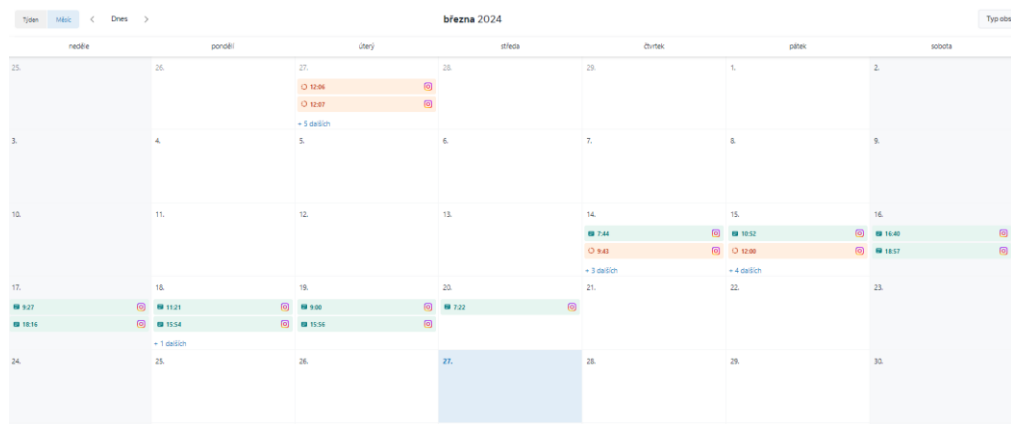 Týden Měsíc < Dnes > března 2024 Typ obs
neděle pondělí úterý středa čtvrtek pátek sobota
25. 26. 27. 28. 29. 1. 2.
12:06
12:07
+ 5 dalších
3. 4. 5. 6. 7. 8. 9.
10. 11. 12. 13. 14. 15. 16.
7:44 10:52 16:40
9:43 12:00 18:57
+ 3 dalších + 4 dalších
17. 18. 19. 20. 21. 22. 23.
9:27 11:21 9:00 7:22
18:16 15:54 15:56
+ 1 dalších
24. 25. 26. 27. 28. 29. 30.